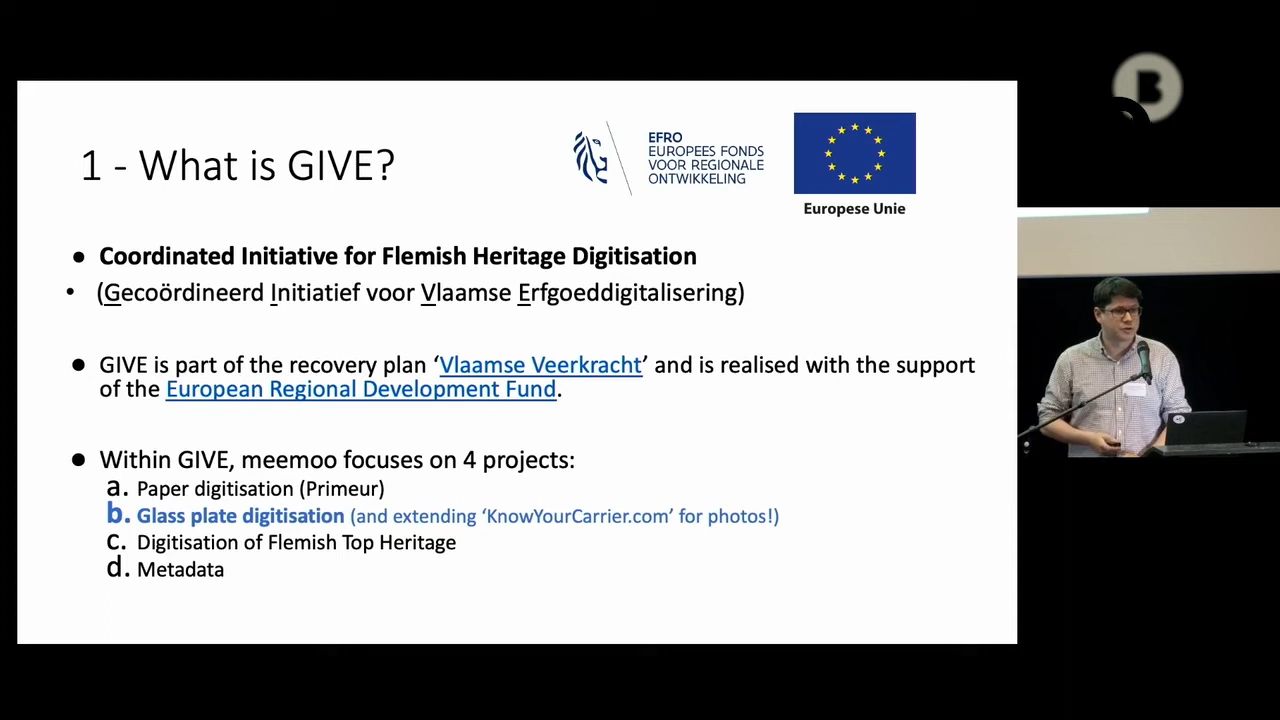 B
1 - What is GIVE?
EFRO
EUROPEES FONDS
VOOR REGIONALE
ONTWIKKELING
Europese Unie
● Coordinated Initiative for Flemish Heritage Digitisation
• (Gecoördineerd Initiatief voor Vlaamse Erfgoeddigitalisering)
● GIVE is part of the recovery plan ‘Vlaamse Veerkracht’ and is realised with the support
of the European Regional Development Fund.
● Within GIVE, meemoo focuses on 4 projects:
a. Paper digitisation (Primeur)
b. Glass plate digitisation (and extending ‘KnowYourCarrier.com’ for photos!)
c. Digitisation of Flemish Top Heritage
d. Metadata